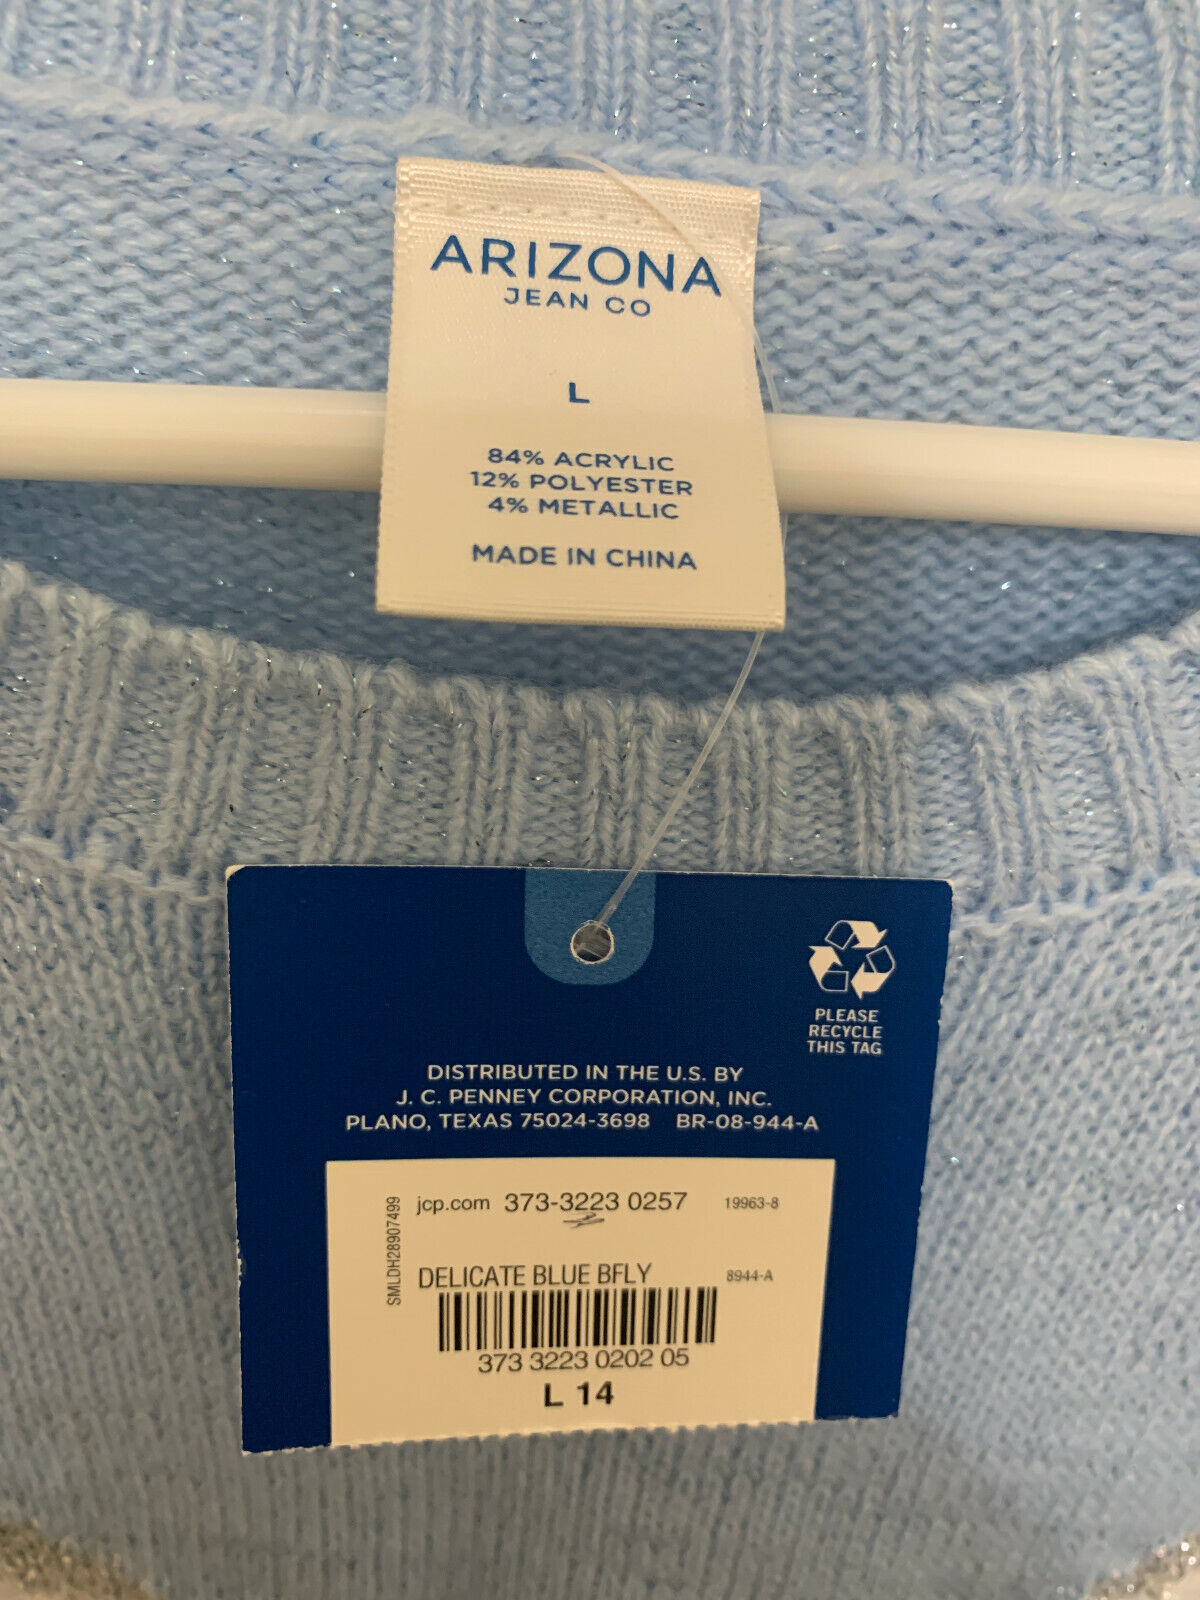 ARIZONA
JEAN CO
L
84% ACRYLIC
12% POLYESTER
4% METALLIC
MADE IN CHINA
PLEASE
RECYCLE
THIS TAG
DISTRIBUTED IN THE U.S. BY
J. C. PENNEY CORPORATION, INC.
PLANO, TEXAS 75024-3698 BR-08-944-A
SMLDH28907499
jcp.com 373-3223 0257 19963-8
DELICATE BLUE BFLY 8944-A
373 3223 0202 05
L 14